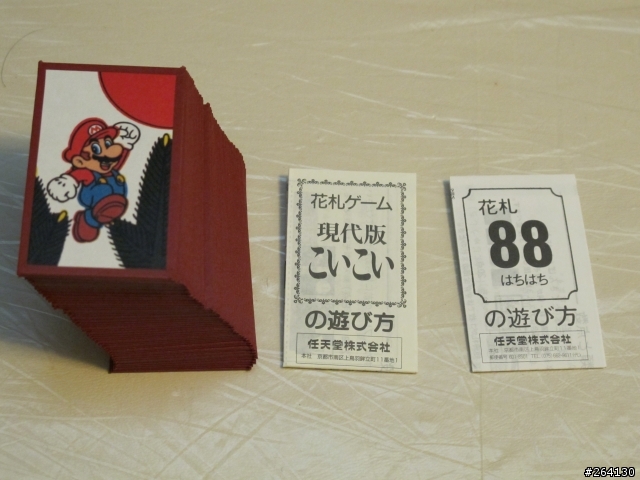 M
花札ゲーム
現代版
こいこい
の遊び方
任天堂株式会社
花札
88
はちはち
の遊び方
任天堂株式会社
#264130